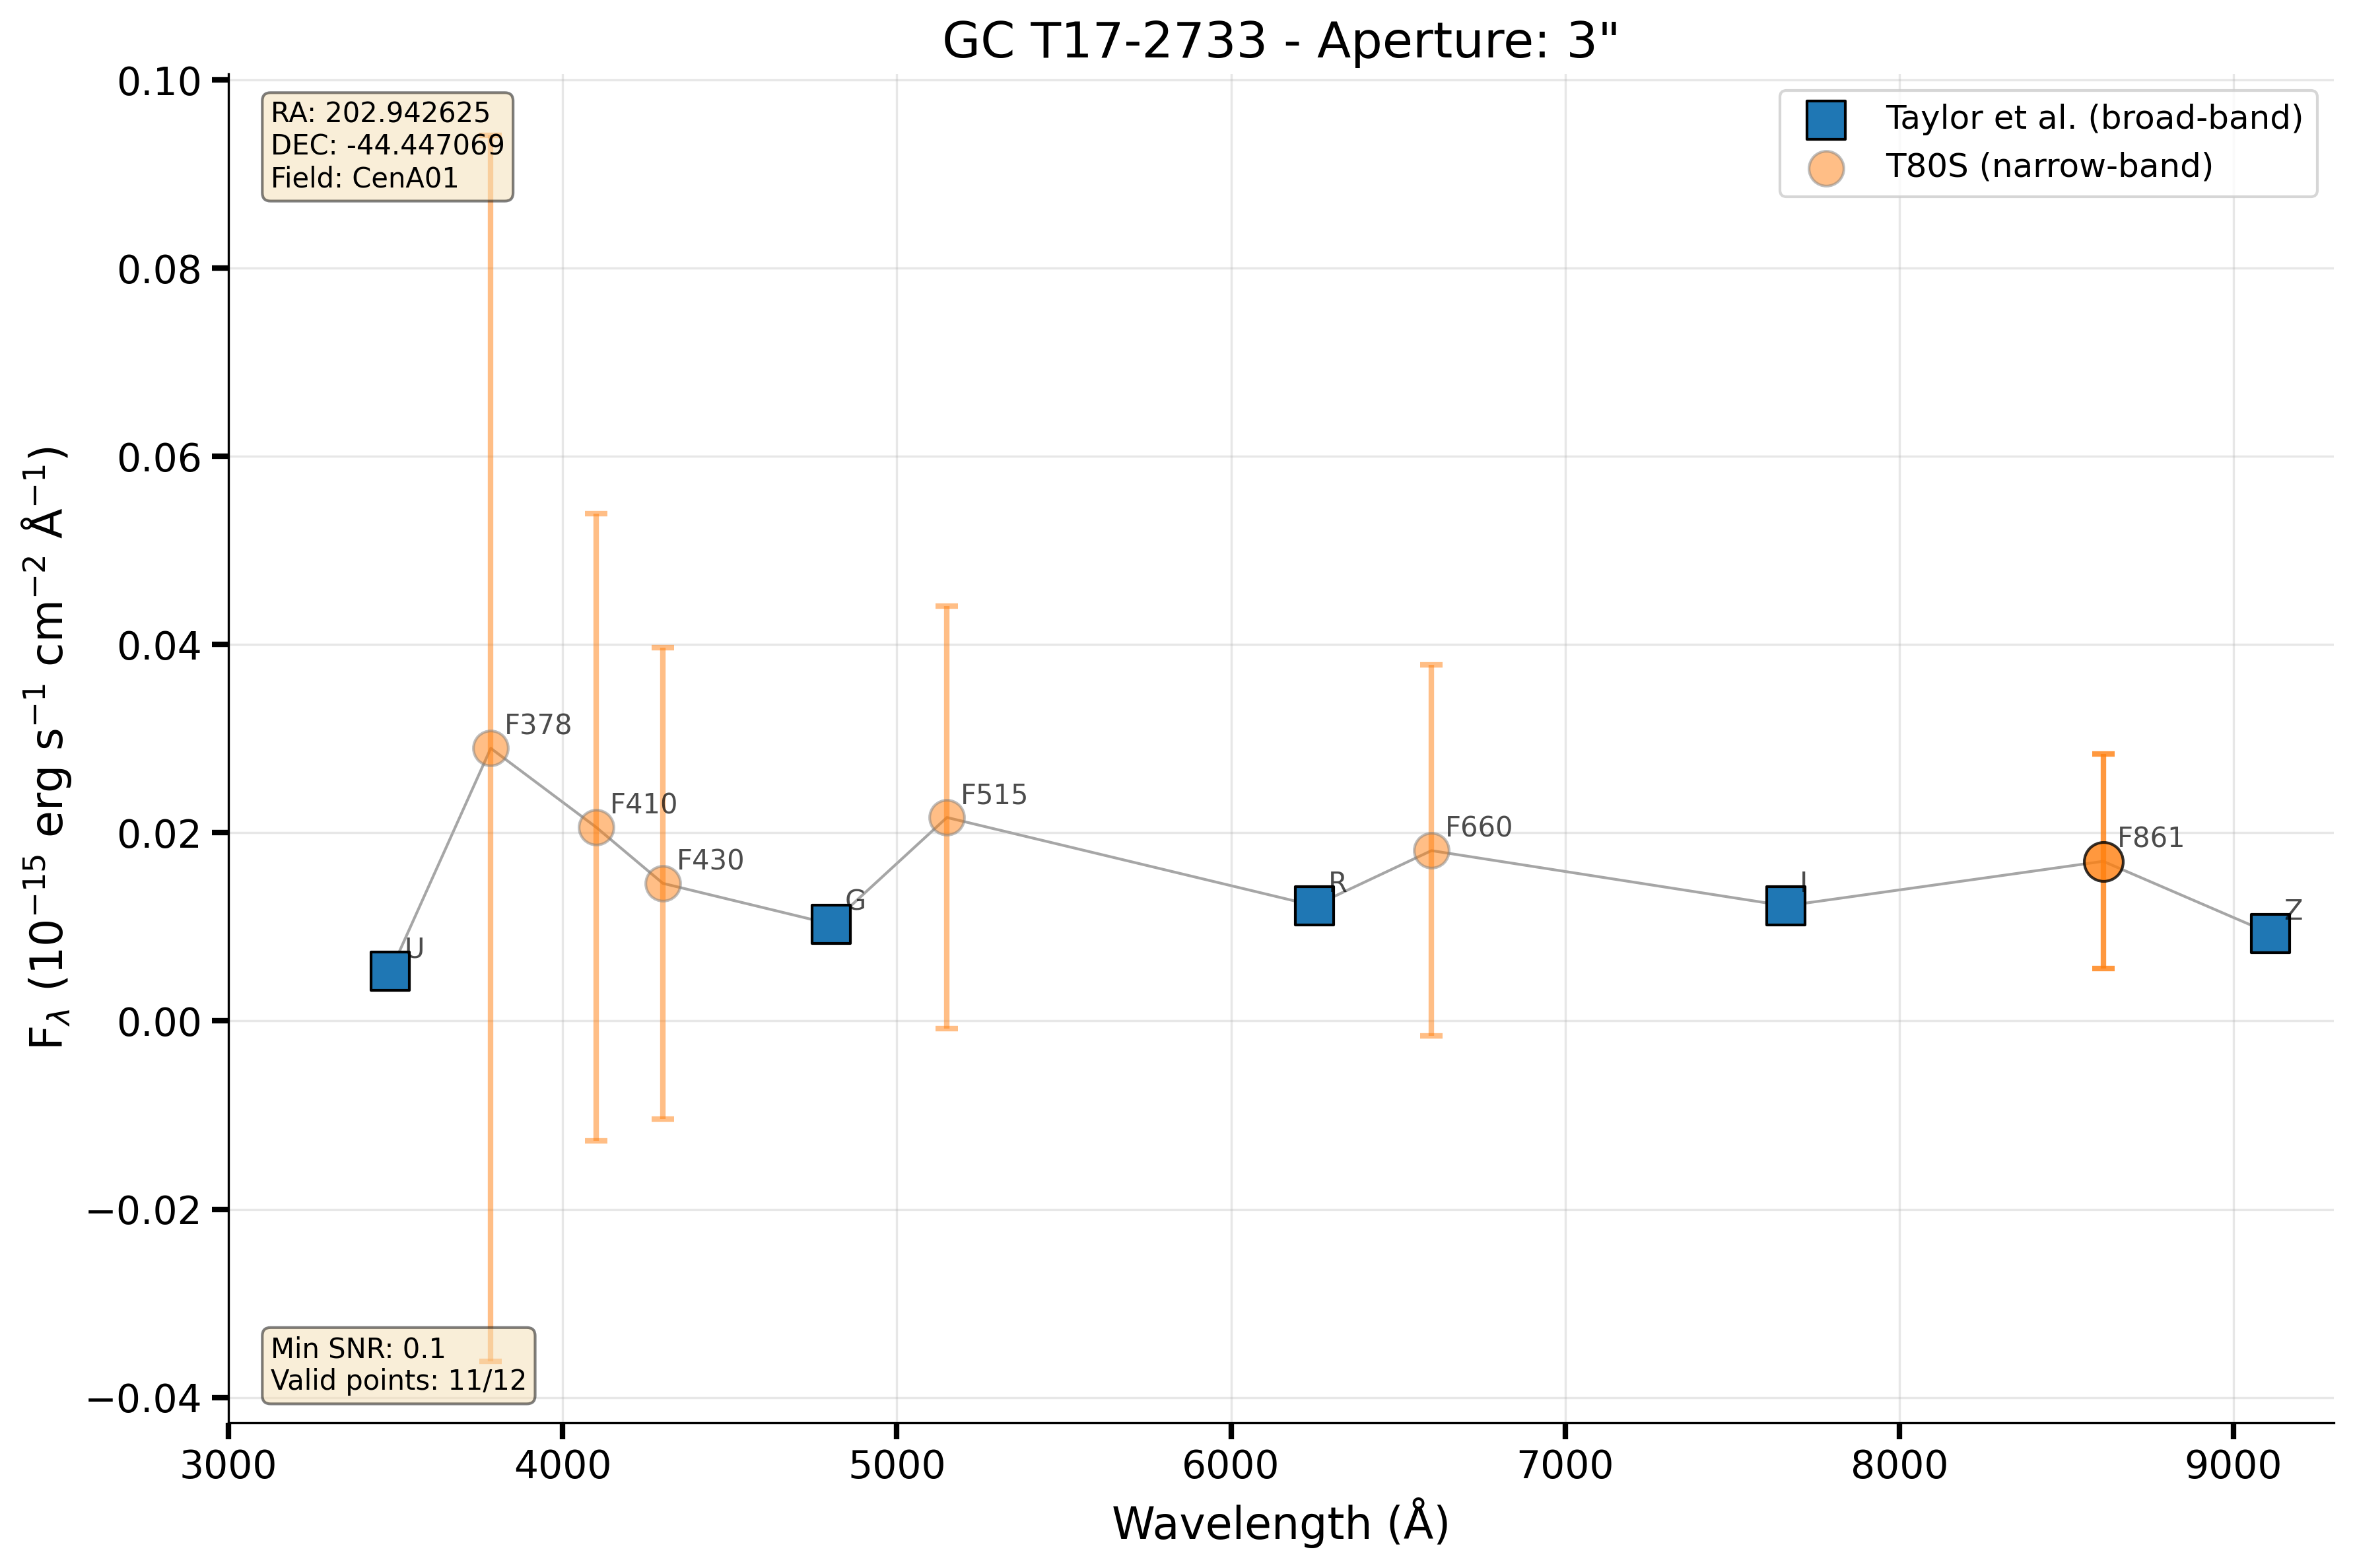 GC T17-2733 - Aperture: 3"
RA: 202.942625
DEC: -44.447069
Field: CenA01
Taylor et al. (broad-band)
T80S (narrow-band)
0.10
0.08
0.06
0.04
0.02
0.00
−0.02
−0.04
F_λ (10⁻¹⁵ erg s⁻¹ cm⁻² Å⁻¹)
U
F378
F410
F430
G
F515
R
F660
I
F861
Z
Min SNR: 0.1
Valid points: 11/12
3000 4000 5000 6000 7000 8000 9000
Wavelength (Å)